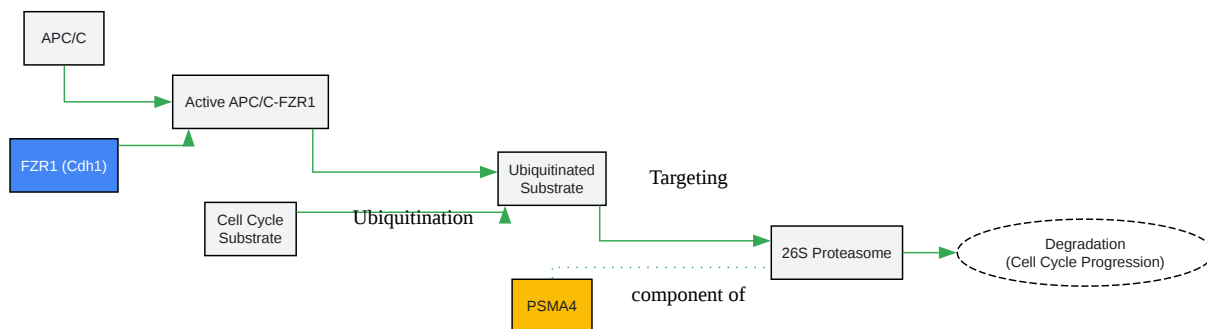 APC/C
Active APC/C-FZR1
FZR1 (Cdh1)
Ubiquitinated
Substrate
Targeting
Cell Cycle
Substrate
Ubiquitination
26S Proteasome
Degradation
(Cell Cycle Progression)
PSMA4
component of